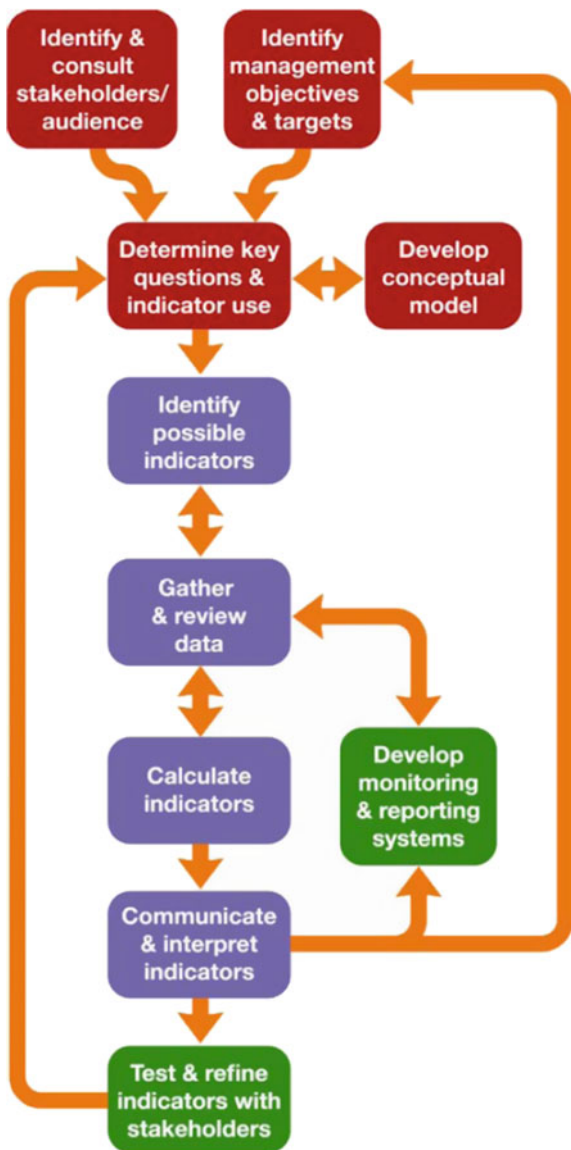 Identify &
consult
stakeholders/
audience
Identify
management
objectives
& targets
Determine key
questions &
indicator use
Develop
conceptual
model
Identify
possible
indicators
Gather
& review
data
Calculate
indicators
Develop
monitoring
& reporting
systems
Communicate
& interpret
indicators
Test & refine
indicators with
stakeholders